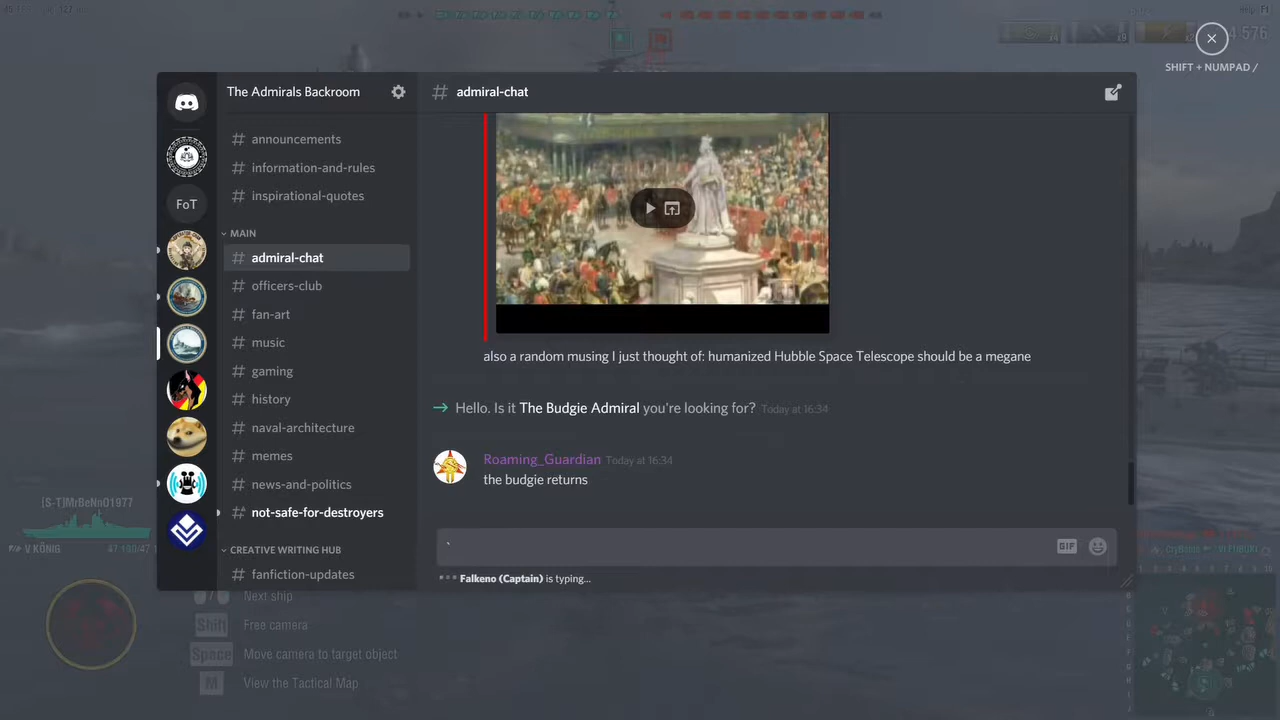 SHIFT + NUMPAD /
The Admirals Backroom
# admiral-chat
# announcements
# information-and-rules
# inspirational-quotes
FoT
MAIN
# admiral-chat
# officers-club
# fan-art
# music
# gaming
# history
# naval-architecture
# memes
# news-and-politics
# not-safe-for-destroyers
CREATIVE WRITING HUB
# fanfiction-updates
also a random musing I just thought of: humanized Hubble Space Telescope should be a megane
Hello. Is it The Budgie Admiral you're looking for? Today at 16:34
Roaming_Guardian Today at 16:34
the budgie returns
`
GIF
Falkeno (Captain) is typing...
[S-T]MrBeNn01977
V KÖNIG
Next ship
Shift Free camera
Space Move camera to target object
M View the Tactical Map